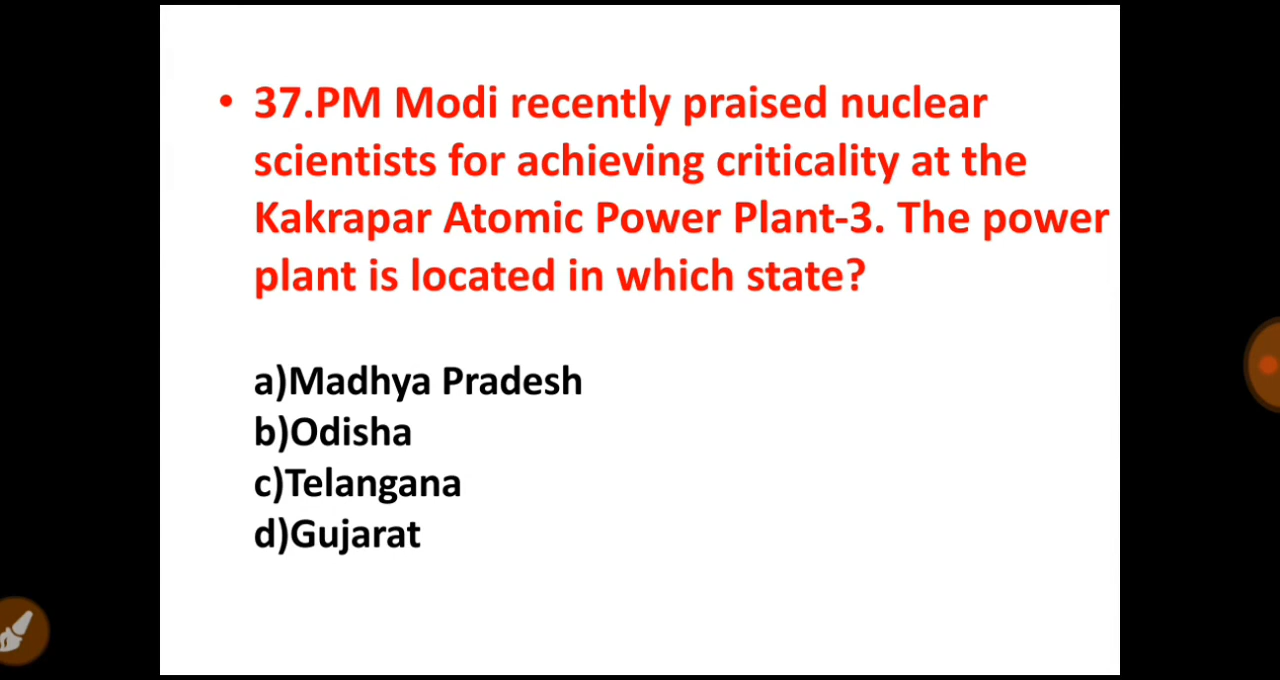 • 37.PM Modi recently praised nuclear
scientists for achieving criticality at the
Kakrapar Atomic Power Plant-3. The power
plant is located in which state?
a)Madhya Pradesh
b)Odisha
c)Telangana
d)Gujarat